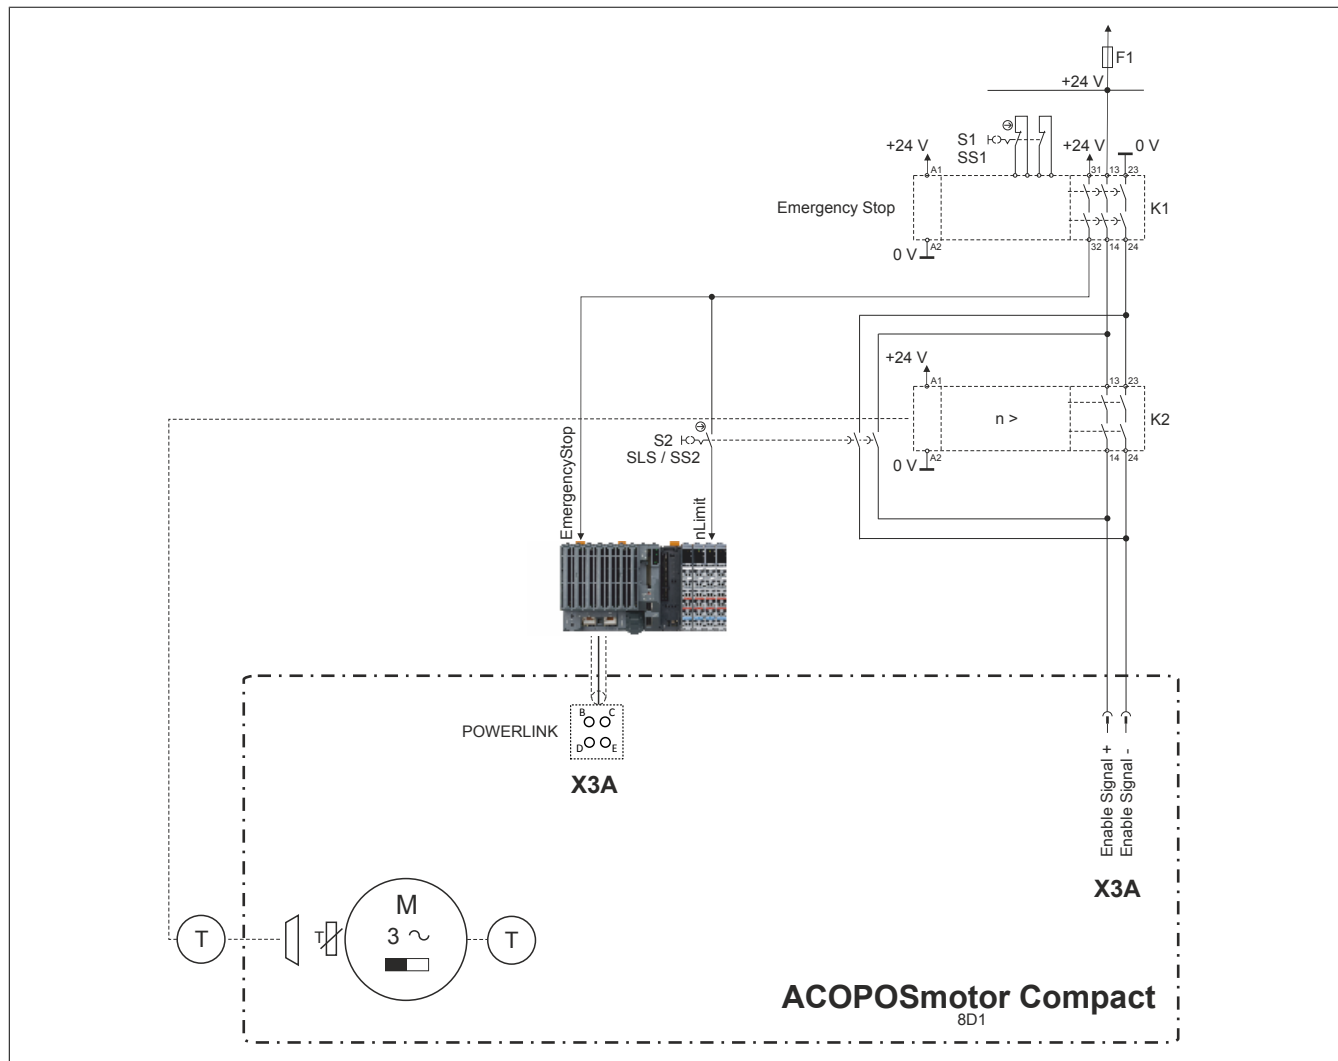 F1
+24 V
S1
SS1
+24 V
+24 V
0 V
A1
31 13 23
Emergency Stop
K1
A2
0 V
32 14 24
+24 V
A1
13 23
n >
K2
S2
SLS / SS2
A2
0 V
14 24
EmergencyStop
nLimit
POWERLINK
B C
D E
X3A
Enable Signal +
Enable Signal -
X3A
T
T
M
3
T
ACOPOSmotor Compact
8D1